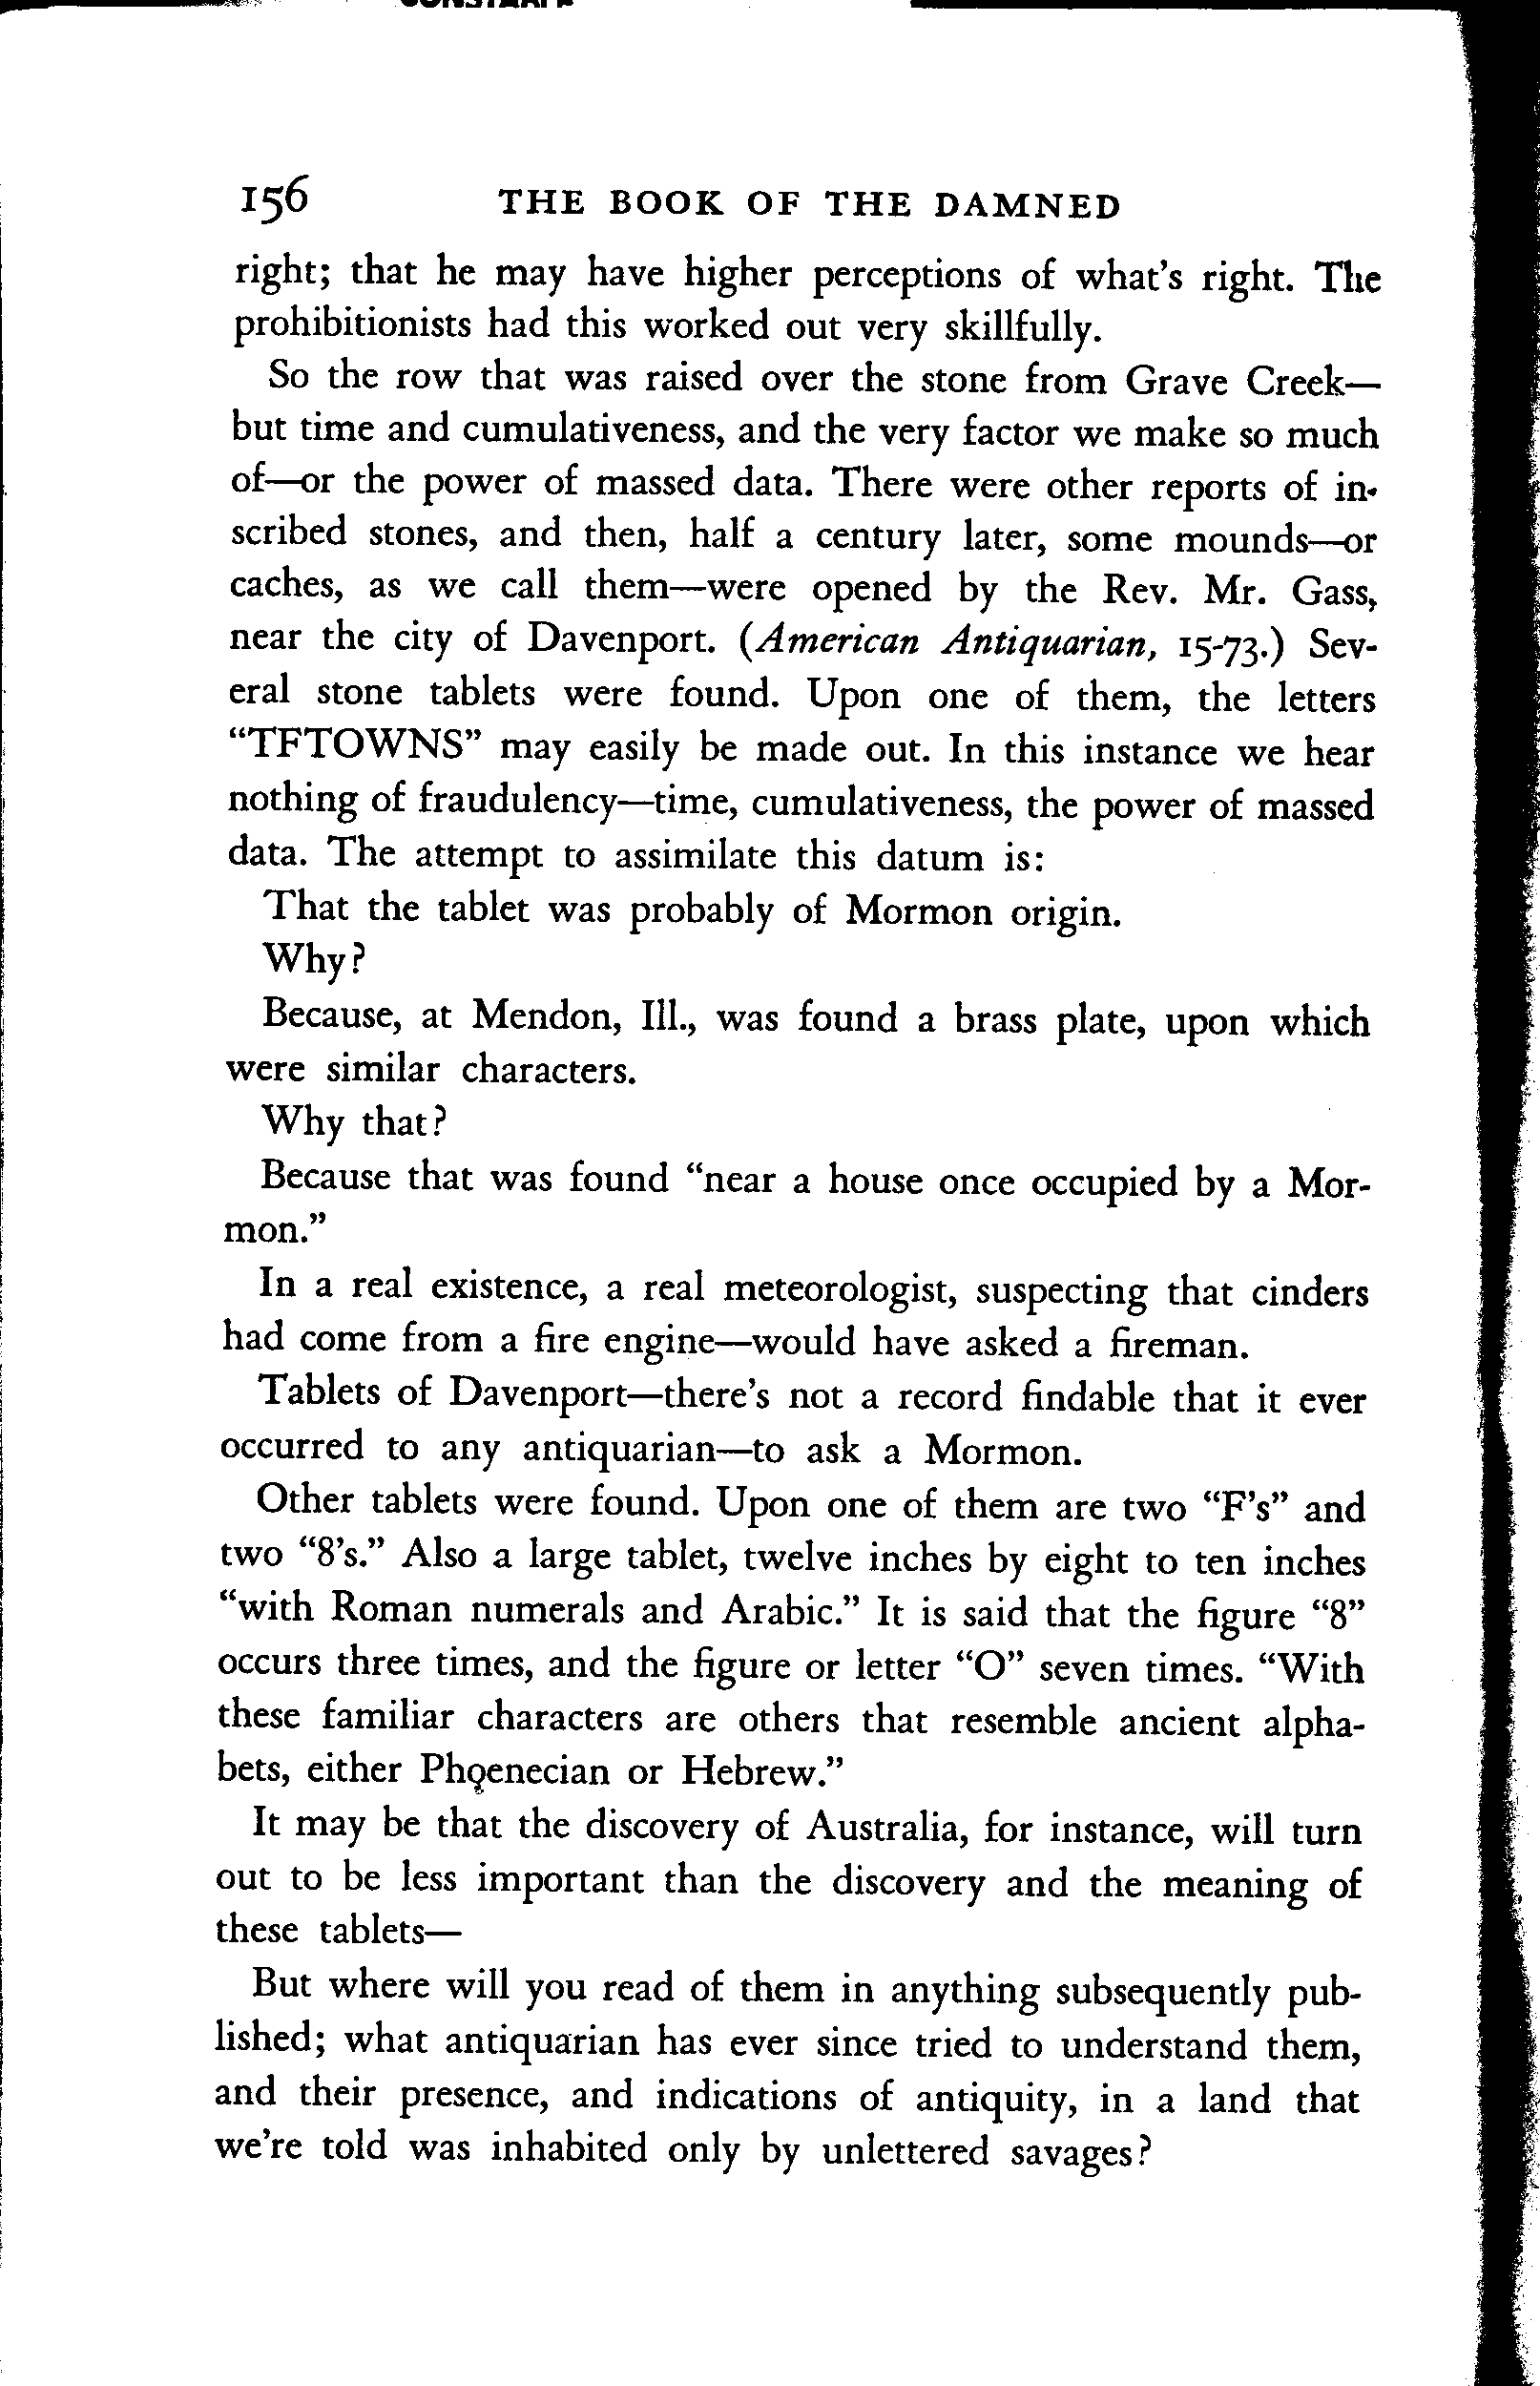 156 THE BOOK OF THE DAMNED
right; that he may have higher perceptions of what's right. The
prohibitionists had this worked out very skillfully.
So the row that was raised over the stone from Grave Creek—
but time and cumulativeness, and the very factor we make so much
of—or the power of massed data. There were other reports of in-
scribed stones, and then, half a century later, some mounds—or
caches, as we call them—were opened by the Rev. Mr. Gass,
near the city of Davenport. (American Antiquarian, 15-73.) Sev-
eral stone tablets were found. Upon one of them, the letters
“TFTOWNS” may easily be made out. In this instance we hear
nothing of fraudulency—time, cumulativeness, the power of massed
data. The attempt to assimilate this datum is:
That the tablet was probably of Mormon origin.
Why?
Because, at Mendon, Ill., was found a brass plate, upon which
were similar characters.
Why that?
Because that was found “near a house once occupied by a Mor-
mon.”
In a real existence, a real meteorologist, suspecting that cinders
had come from a fire engine—would have asked a fireman.
Tablets of Davenport—there's not a record findable that it ever
occurred to any antiquarian—to ask a Mormon.
Other tablets were found. Upon one of them are two “F's” and
two “8's.” Also a large tablet, twelve inches by eight to ten inches
“with Roman numerals and Arabic.” It is said that the figure “8”
occurs three times, and the figure or letter “O” seven times. “With
these familiar characters are others that resemble ancient alpha-
bets, either Phœnecian or Hebrew.”
It may be that the discovery of Australia, for instance, will turn
out to be less important than the discovery and the meaning of
these tablets—
But where will you read of them in anything subsequently pub-
lished; what antiquarian has ever since tried to understand them,
and their presence, and indications of antiquity, in a land that
we're told was inhabited only by unlettered savages?